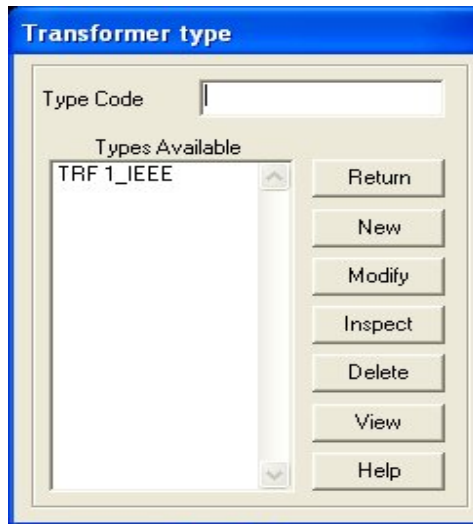 Transformer type
Type Code
Types Available
TRF 1_IEEE
Return
New
Modify
Inspect
Delete
View
Help